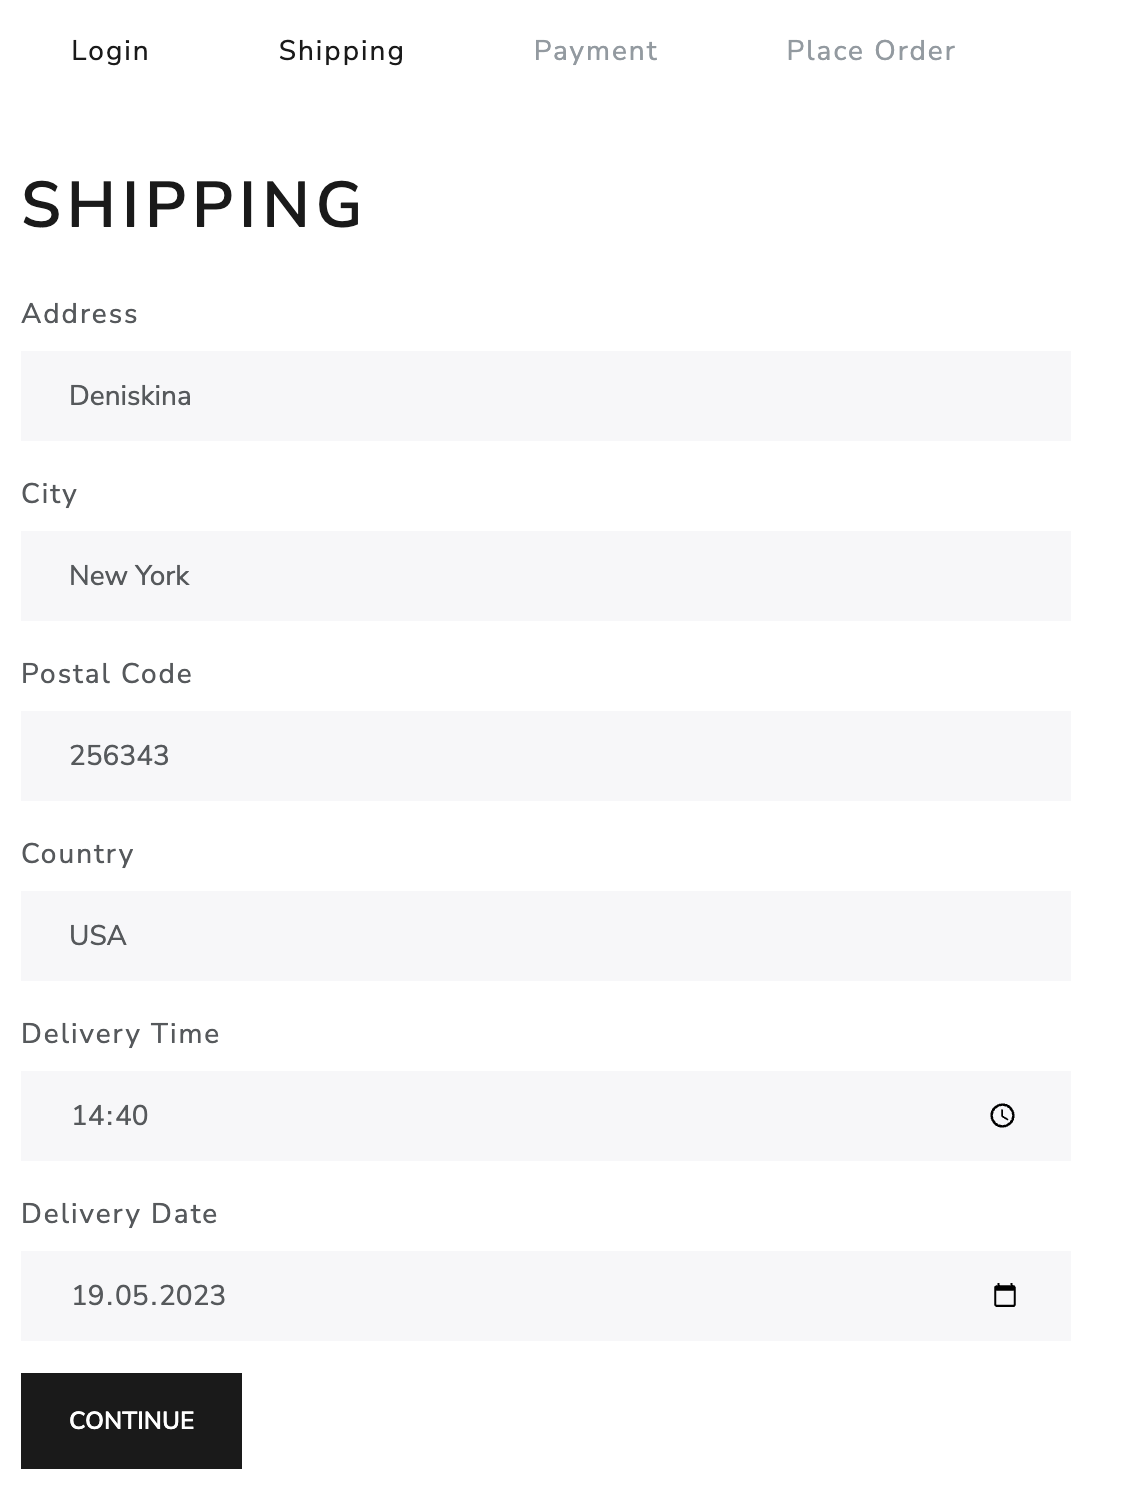 Login Shipping Payment Place Order
SHIPPING
Address
Deniskina
City
New York
Postal Code
256343
Country
USA
Delivery Time
14:40
Delivery Date
19.05.2023
CONTINUE